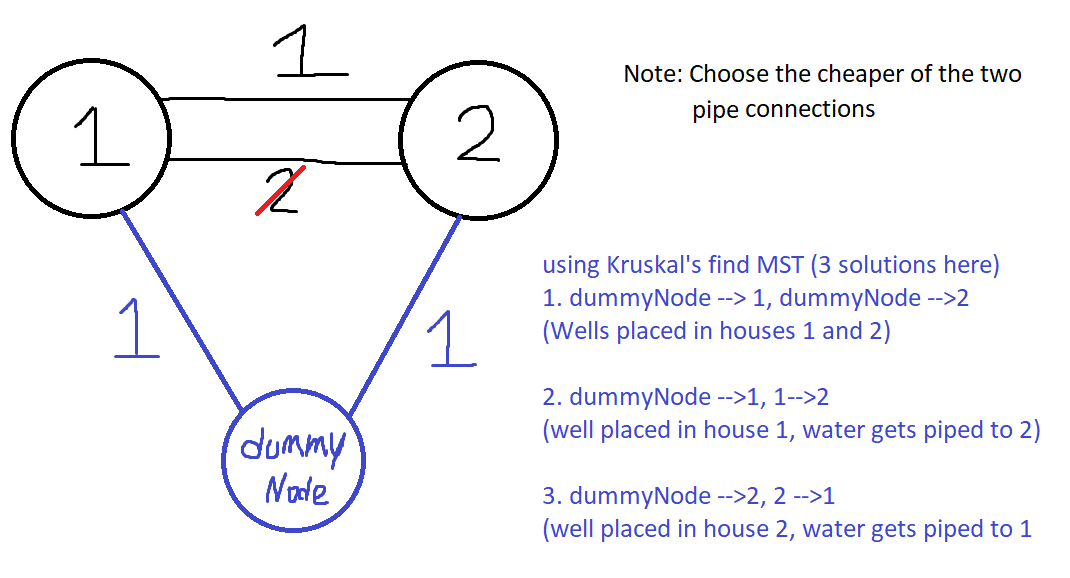 1
Note: Choose the cheaper of the two
pipe connections
1
2
2
using Kruskal's find MST (3 solutions here)
1. dummyNode --> 1, dummyNode -->2
(Wells placed in houses 1 and 2)
1
1
2. dummyNode -->1, 1-->2
(well placed in house 1, water gets piped to 2)
dummy
Node
3. dummyNode -->2, 2 -->1
(well placed in house 2, water gets piped to 1